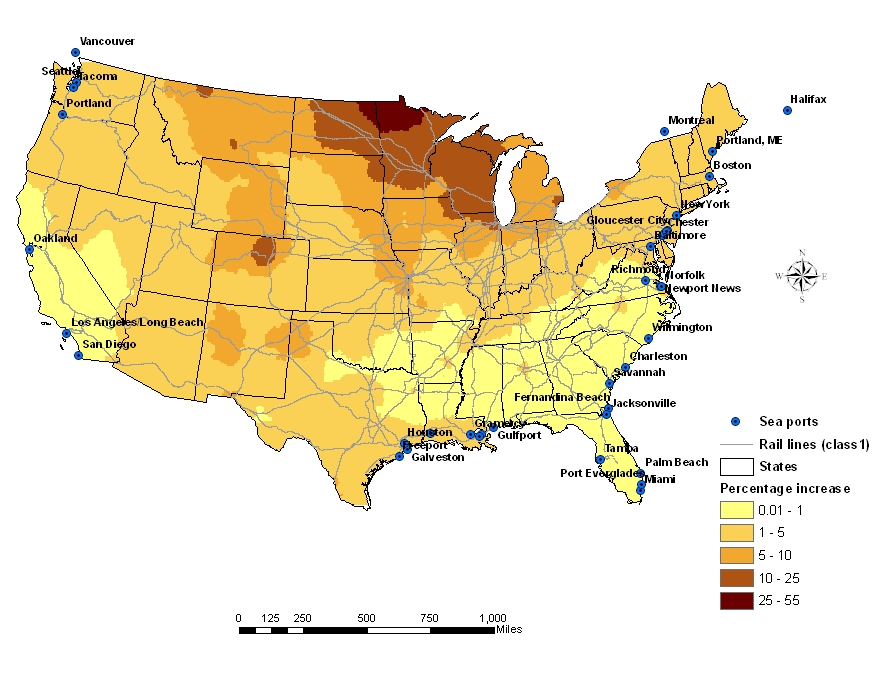 Vancouver
Seattle
Tacoma
Portland
Halifax
Montreal
Portland, ME
Boston
New York
Gloucester City
Chester
Baltimore
Oakland
Richmond
Norfolk
Newport News
N
W
E
S
Los Angeles/Long Beach
Wilmington
San Diego
Charleston
Savannah
Fernandina Beach
Jacksonville
Gramercy
Houston
Gulfport
Freeport
Galveston
Tampa
Palm Beach
Port Everglades
Miami
Sea ports
Rail lines (class1)
States
Percentage increase
0.01 - 1
1 - 5
5 - 10
10 - 25
25 - 55
0 125 250 500 750 1,000
Miles